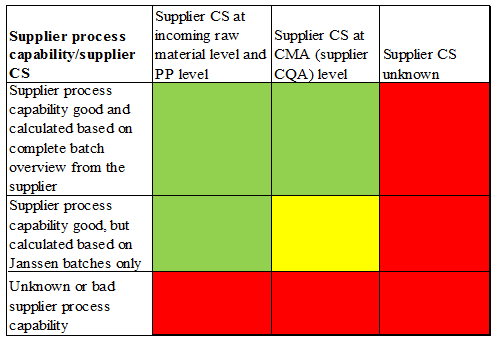 Supplier process
capability/supplier
CS
Supplier CS at
incoming raw
material level and
PP level
Supplier CS at
CMA (supplier
CQA) level
Supplier CS
unknown
Supplier process
capability good and
calculated based on
complete batch
overview from the
supplier
Supplier process
capability good, but
calculated based on
Janssen batches only
Unknown or bad
supplier process
capability